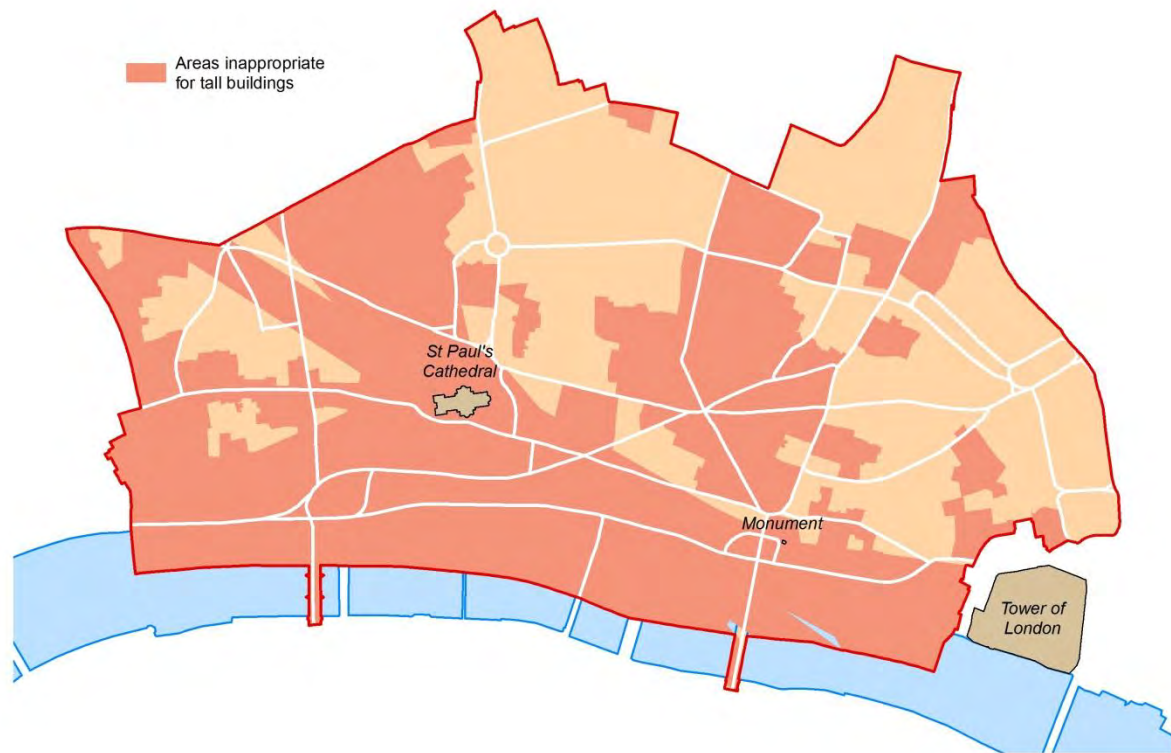 Areas inappropriate
for tall buildings
St Paul's
Cathedral
Monument
Tower of
London